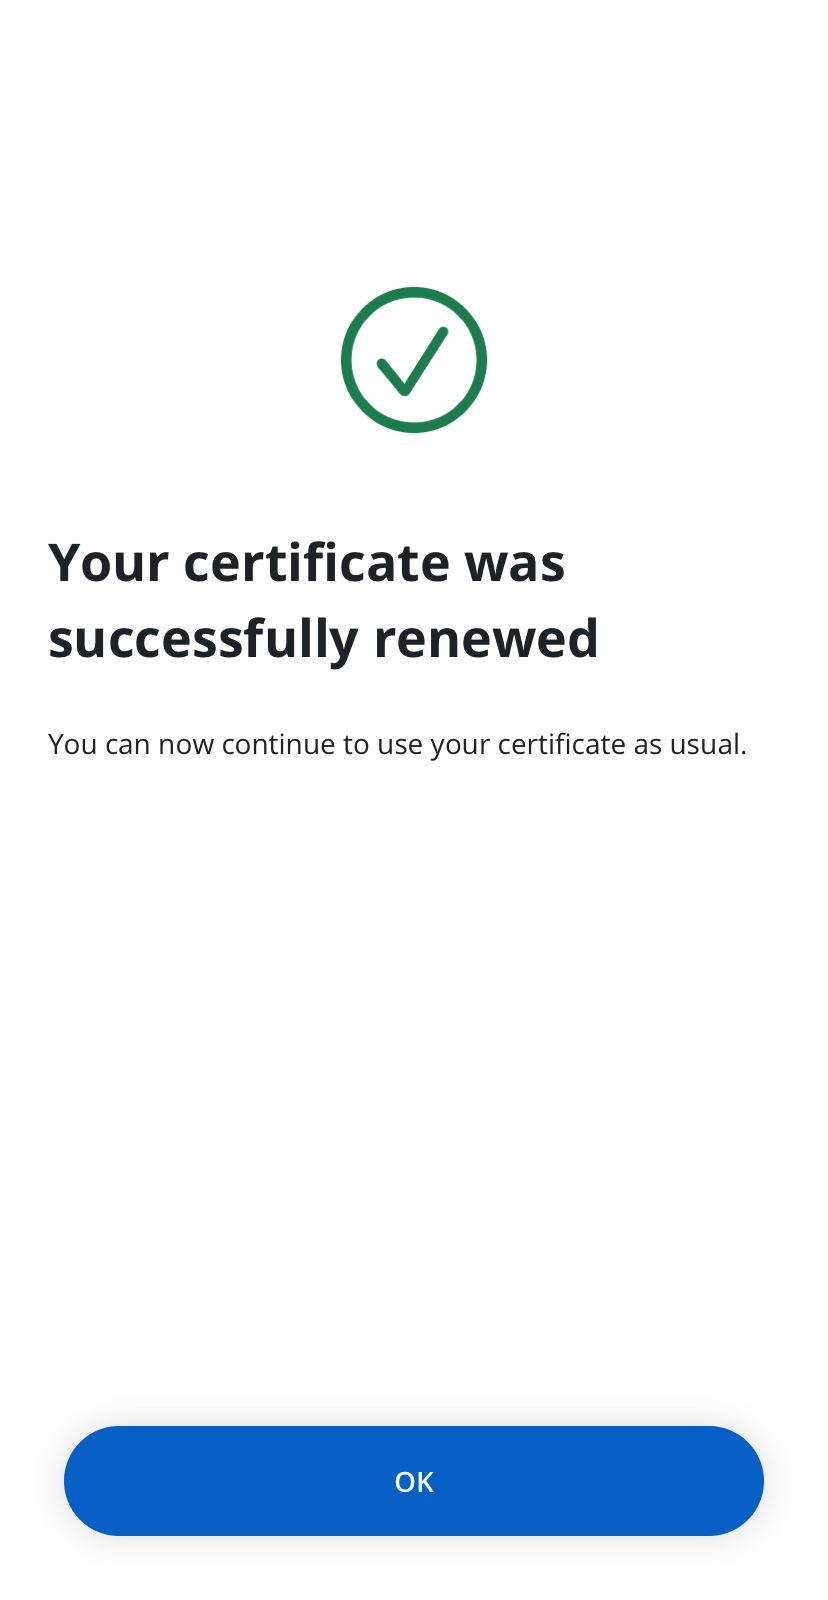 Your certificate was
successfully renewed
You can now continue to use your certificate as usual.
OK